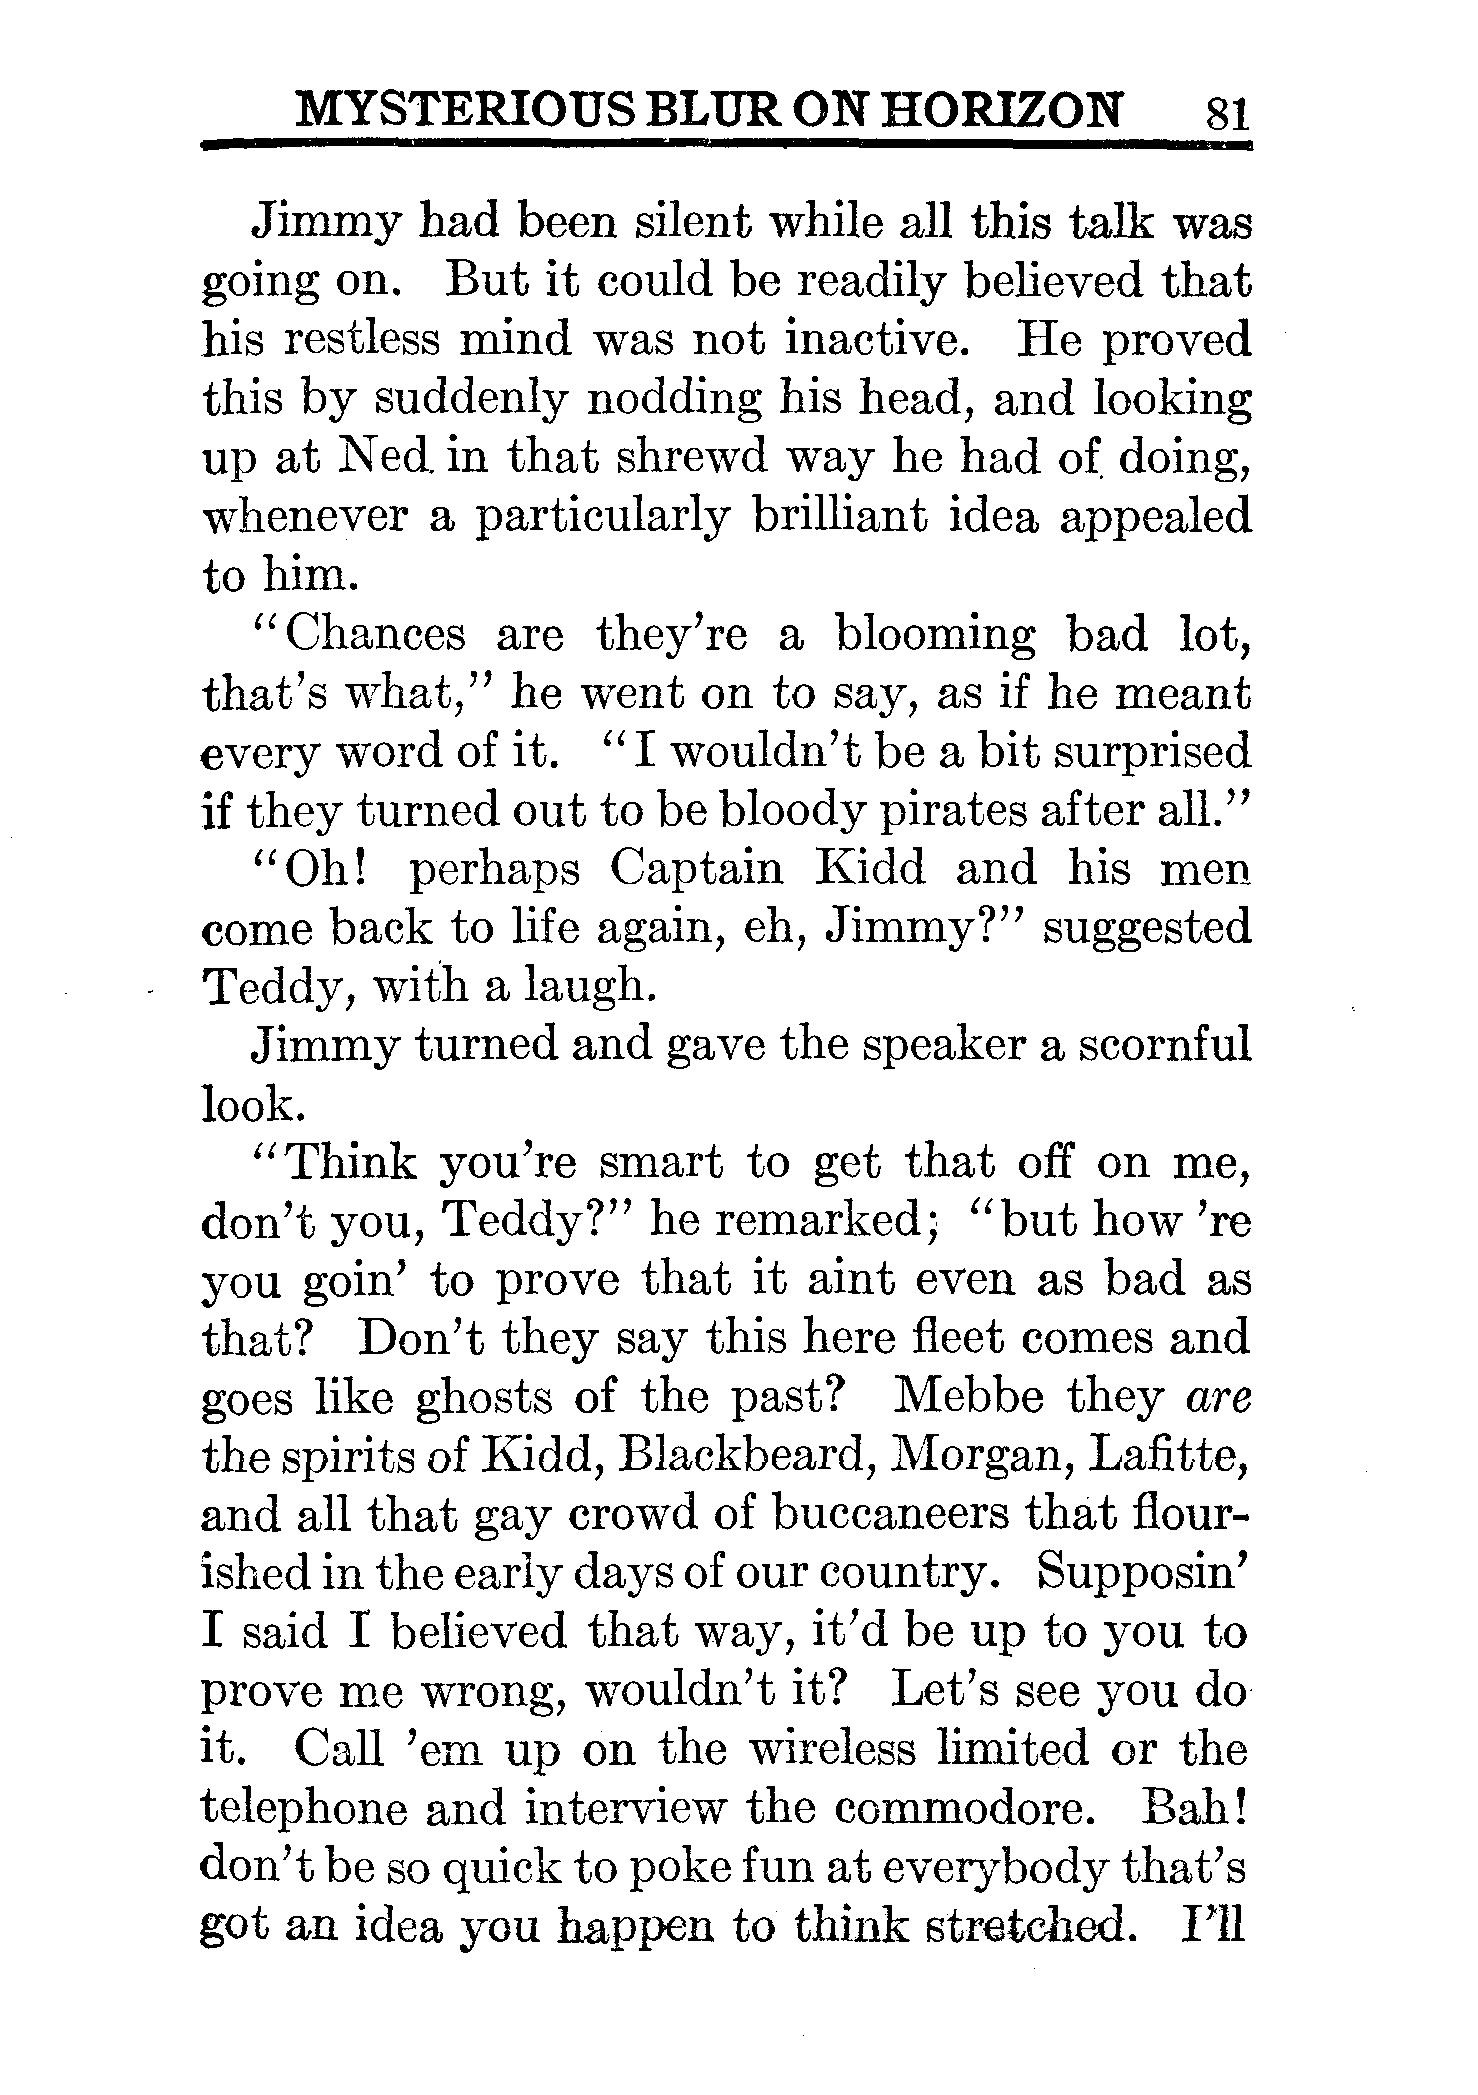 MYSTERIOUS BLUR ON HORIZON 81
Jimmy had been silent while all this talk was
going on. But it could be readily believed that
his restless mind was not inactive. He proved
this by suddenly nodding his head, and looking
up at Ned in that shrewd way he had of doing,
whenever a particularly brilliant idea appealed
to him.
"Chances are they're a blooming bad lot,
that's what," he went on to say, as if he meant
every word of it. "I wouldn't be a bit surprised
if they turned out to be bloody pirates after all."
"Oh! perhaps Captain Kidd and his men
come back to life again, eh, Jimmy?" suggested
Teddy, with a laugh.
Jimmy turned and gave the speaker a scornful
look.
"Think you're smart to get that off on me,
don't you, Teddy?" he remarked; "but how 're
you goin' to prove that it aint even as bad as
that? Don't they say this here fleet comes and
goes like ghosts of the past? Mebbe they are
the spirits of Kidd, Blackbeard, Morgan, Lafitte,
and all that gay crowd of buccaneers that flour-
ished in the early days of our country. Supposin'
I said I believed that way, it'd be up to you to
prove me wrong, wouldn't it? Let's see you do
it. Call 'em up on the wireless limited or the
telephone and interview the commodore. Bah!
don't be so quick to poke fun at everybody that's
got an idea you happen to think stretched. I'll